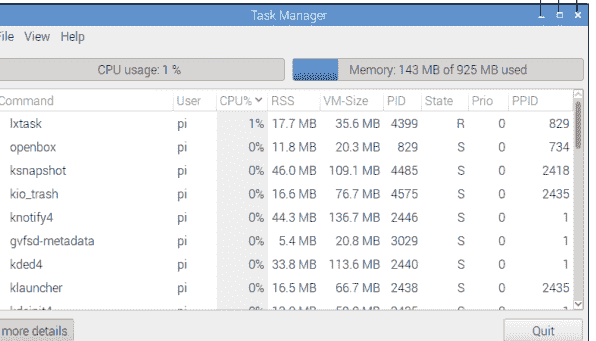 Task Manager
File View Help
CPU usage: 1 %
Memory: 143 MB of 925 MB used
Command User CPU% RSS VM-Size PID State Prio PPID
lxtask pi 1% 17.7 MB 35.6 MB 4399 R 0 829
openbox pi 0% 11.8 MB 20.3 MB 829 S 0 734
ksnapshot pi 0% 46.0 MB 109.1 MB 4485 S 0 2418
kio_trash pi 0% 16.6 MB 76.7 MB 4575 S 0 2435
knotify4 pi 0% 44.3 MB 136.7 MB 2446 S 0 1
gvfsd-metadata pi 0% 5.4 MB 20.8 MB 3029 S 0 1
kded4 pi 0% 33.8 MB 113.6 MB 2440 S 0 1
klauncher pi 0% 16.5 MB 66.7 MB 2438 S 0 2435
more details Quit